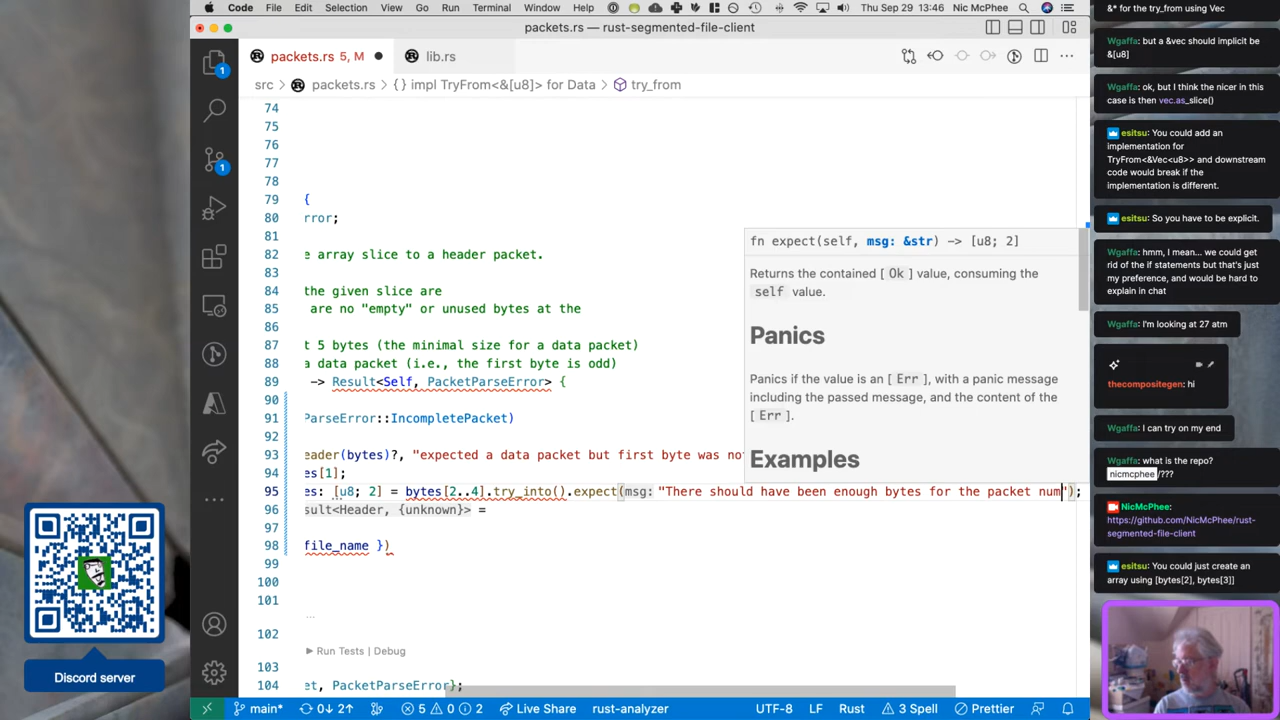 Code File Edit Selection View Go Run Terminal Window Help Thu Sep 29 13:46 Nic McPhee
packets.rs — rust-segmented-file-client
packets.rs 5, M
lib.rs
src > packets.rs > { } impl TryFrom<&[u8]> for Data > try_from
74
75
76
77
78
79 {
80 rror;
81
82 e array slice to a header packet.
83
84 the given slice are
85 are no "empty" or unused bytes at the
86
87 t 5 bytes (the minimal size for a data packet)
88 a data packet (i.e., the first byte is odd)
89 -> Result<Self, PacketParseError> {
90
91 ParseError::IncompletePacket)
92
93 eader(bytes)?, "expected a data packet but first byte was no
94 es[1];
95 es: [u8; 2] = bytes[2..4].try_into().expect(msg: "There should have been enough bytes for the packet num");
96 sult<Header, {unknown}> =
97
98 file_name })
99
100
101
...
102
▶ Run Tests | Debug
103
104 et, PacketParseError};
fn expect(self, msg: &str) -> [u8; 2]
Returns the contained [ Ok ] value, consuming the
self value.
Panics
Panics if the value is an [ Err ], with a panic message
including the passed message, and the content of the
[ Err ].
Examples
1
1
main* 0↓ 2↑ 5 0 2 Live Share rust-analyzer UTF-8 LF Rust 3 Spell Prettier
Discord server
&* for the try_from using Vec
Wgaffa: but a &vec should implicit be
&[u8]
Wgaffa: ok, but I think the nicer in this
case is then vec.as_slice()
esitsu: You could add an
implementation for
TryFrom<&Vec<u8>> and downstream
code would break if the
implementation is different.
esitsu: So you have to be explicit.
Wgaffa: hmm, I mean... we could get
rid of the if statements but that's just
my preference, and would be hard to
explain in chat
Wgaffa: I'm looking at 27 atm
thecompositegen: hi
Wgaffa: I can try on my end
Wgaffa: what is the repo?
nicmcphee /???
NicMcPhee:
https://github.com/NicMcPhee/rust-
segmented-file-client
esitsu: You could just create an
array using [bytes[2], bytes[3]]